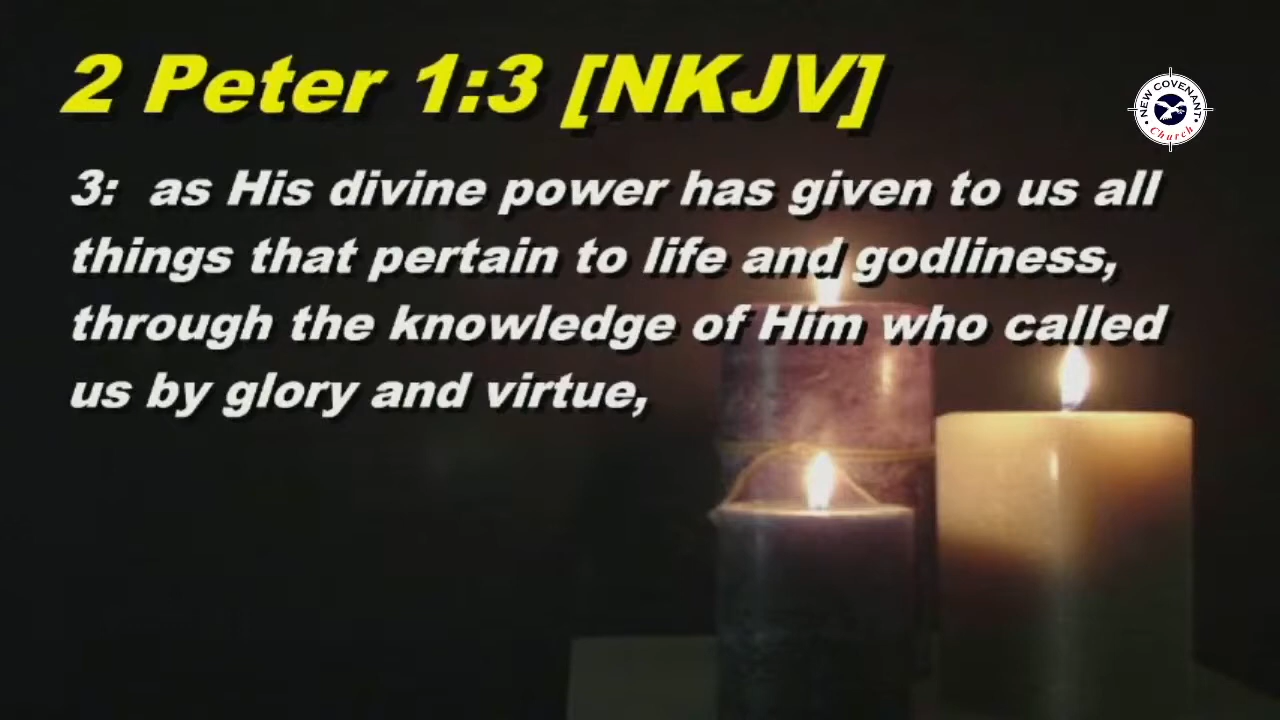 2 Peter 1:3 [NKJV]
NEW COVENANT
Church
3: as His divine power has given to us all
things that pertain to life and godliness,
through the knowledge of Him who called
us by glory and virtue,